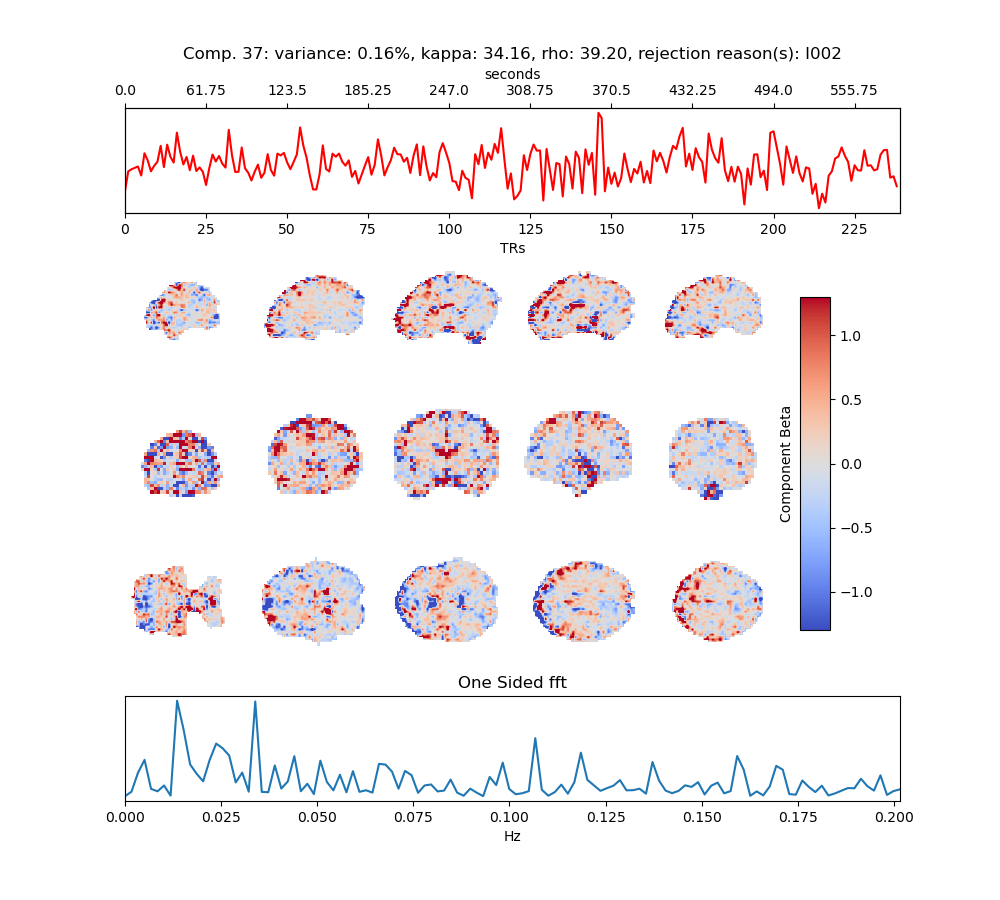 Comp. 37: variance: 0.16%, kappa: 34.16, rho: 39.20, rejection reason(s): I002
seconds
0.0 61.75 123.5 185.25 247.0 308.75 370.5 432.25 494.0 555.75
0 25 50 75 100 125 150 175 200 225
TRs
1.0
0.5
0.0
−0.5
−1.0
Component Beta
One Sided fft
0.000 0.025 0.050 0.075 0.100 0.125 0.150 0.175 0.200
Hz